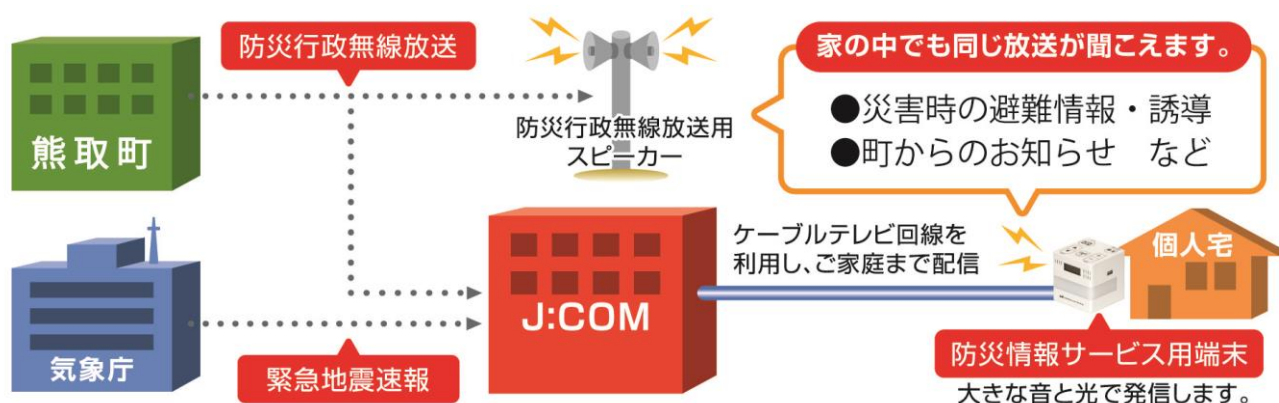 防災行政無線放送
熊取町
防災行政無線放送用
スピーカー
家の中でも同じ放送が聞こえます。
●災害時の避難情報・誘導
●町からのお知らせ　など
気象庁
緊急地震速報
J:COM
ケーブルテレビ回線を
利用し、ご家庭まで配信
個人宅
防災情報サービス用端末
大きな音と光で発信します。